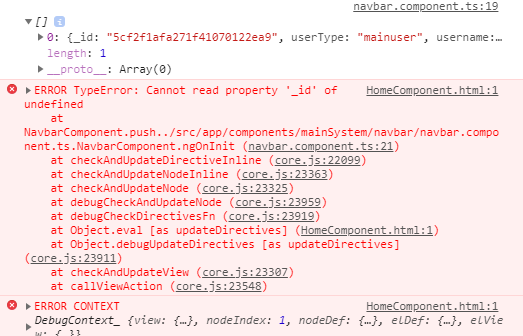 navbar.component.ts:19
▼ [] i
▶ 0: {_id: "5cf2f1afa271f41070122ea9", userType: "mainuser", username:…
length: 1
▶ __proto__: Array(0)
▶ ERROR TypeError: Cannot read property '_id' of HomeComponent.html:1
undefined
at
NavbarComponent.push../src/app/components/mainSystem/navbar/navbar.compo
nent.ts.NavbarComponent.ngOnInit (navbar.component.ts:21)
at checkAndUpdateDirectiveInline (core.js:22099)
at checkAndUpdateNodeInline (core.js:23363)
at checkAndUpdateNode (core.js:23325)
at debugCheckAndUpdateNode (core.js:23959)
at debugCheckDirectivesFn (core.js:23919)
at Object.eval [as updateDirectives] (HomeComponent.html:1)
at Object.debugUpdateDirectives [as updateDirectives]
(core.js:23911)
at checkAndUpdateView (core.js:23307)
at callViewAction (core.js:23548)
▶ ERROR CONTEXT HomeComponent.html:1
DebugContext_ {view: {…}, nodeIndex: 1, nodeDef: {…}, elDef: {…}, elVie
w: {…}}